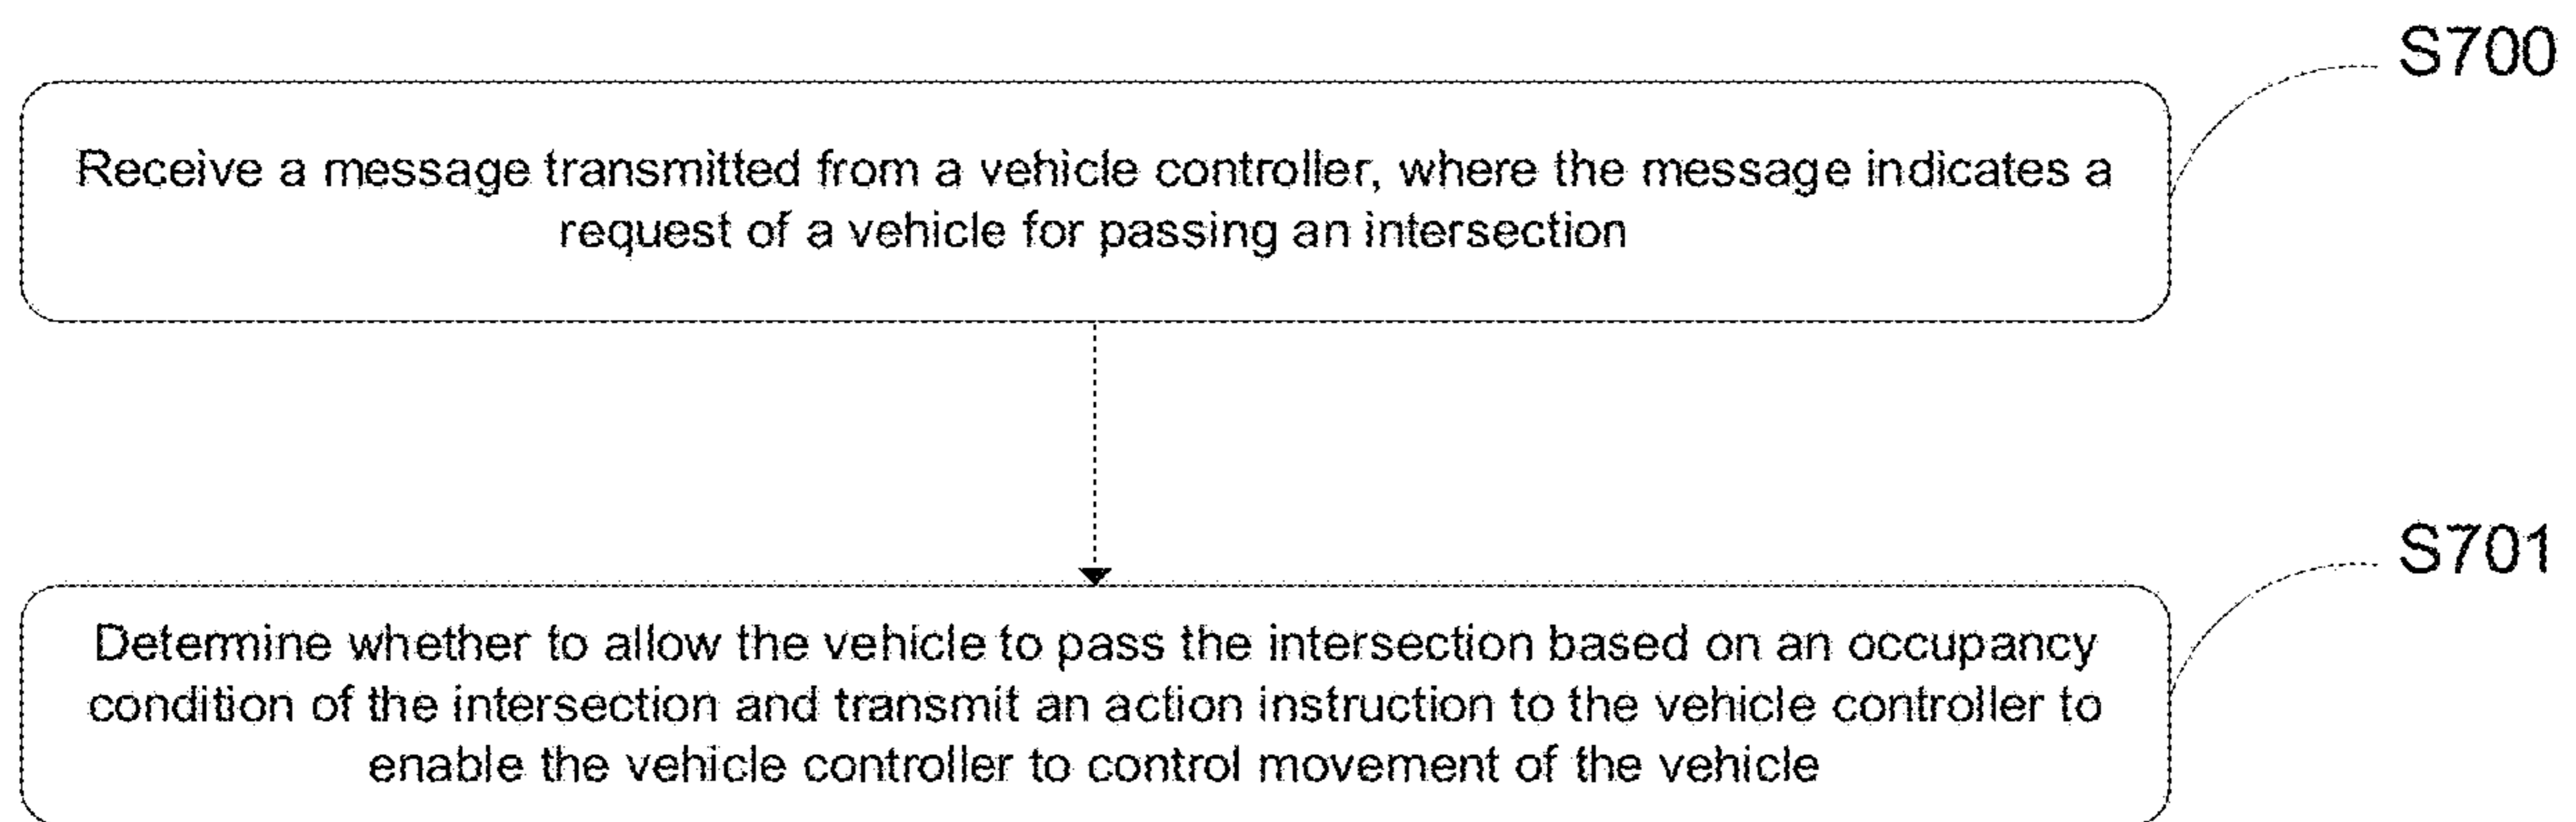 S700
Receive a message transmitted from a vehicle controller, where the message indicates a
request of a vehicle for passing an intersection
S701
Determine whether to allow the vehicle to pass the intersection based on an occupancy
condition of the intersection and transmit an action instruction to the vehicle controller to
enable the vehicle controller to control movement of the vehicle